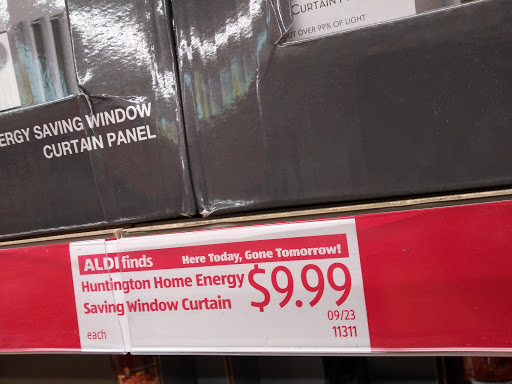 CURTAIN
OUT OVER 99% OF LIGHT
ERGY SAVING WINDOW
CURTAIN PANEL
ALDI finds Here Today, Gone Tomorrow!
Huntington Home Energy
Saving Window Curtain
$9.99
each
09/23
11311